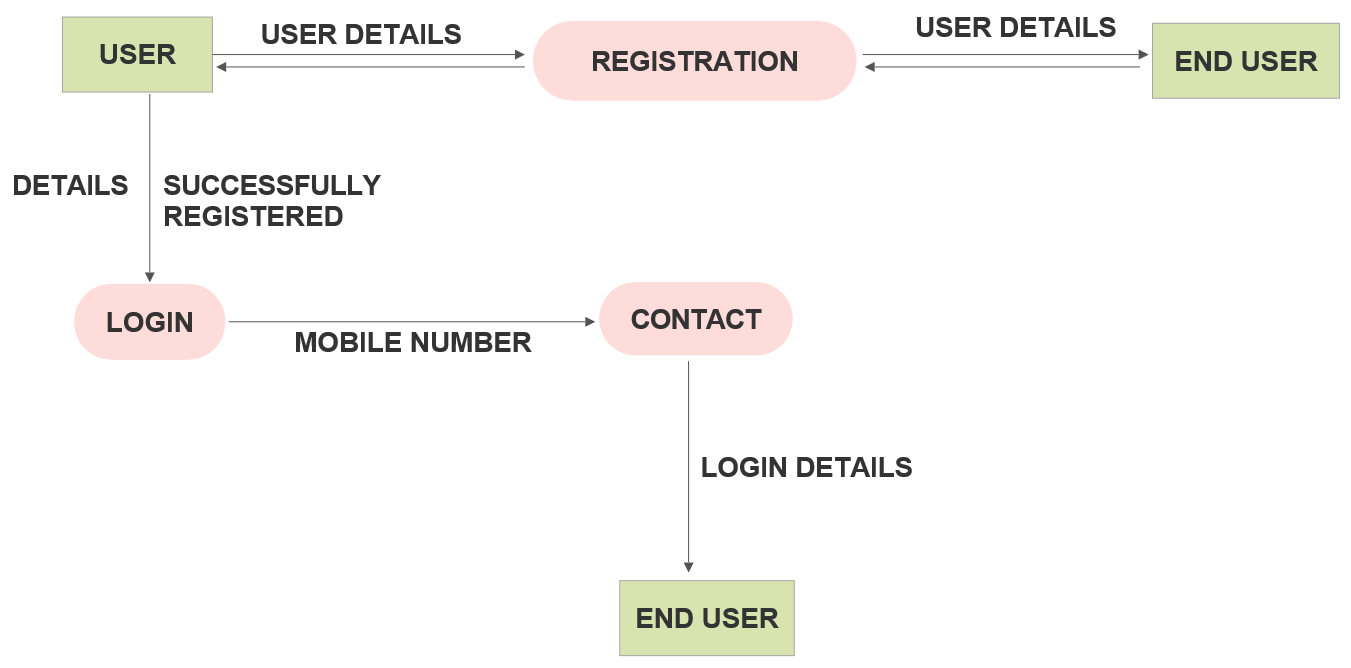 USER
USER DETAILS
REGISTRATION
USER DETAILS
END USER
DETAILS
SUCCESSFULLY
REGISTERED
LOGIN
MOBILE NUMBER
CONTACT
LOGIN DETAILS
END USER